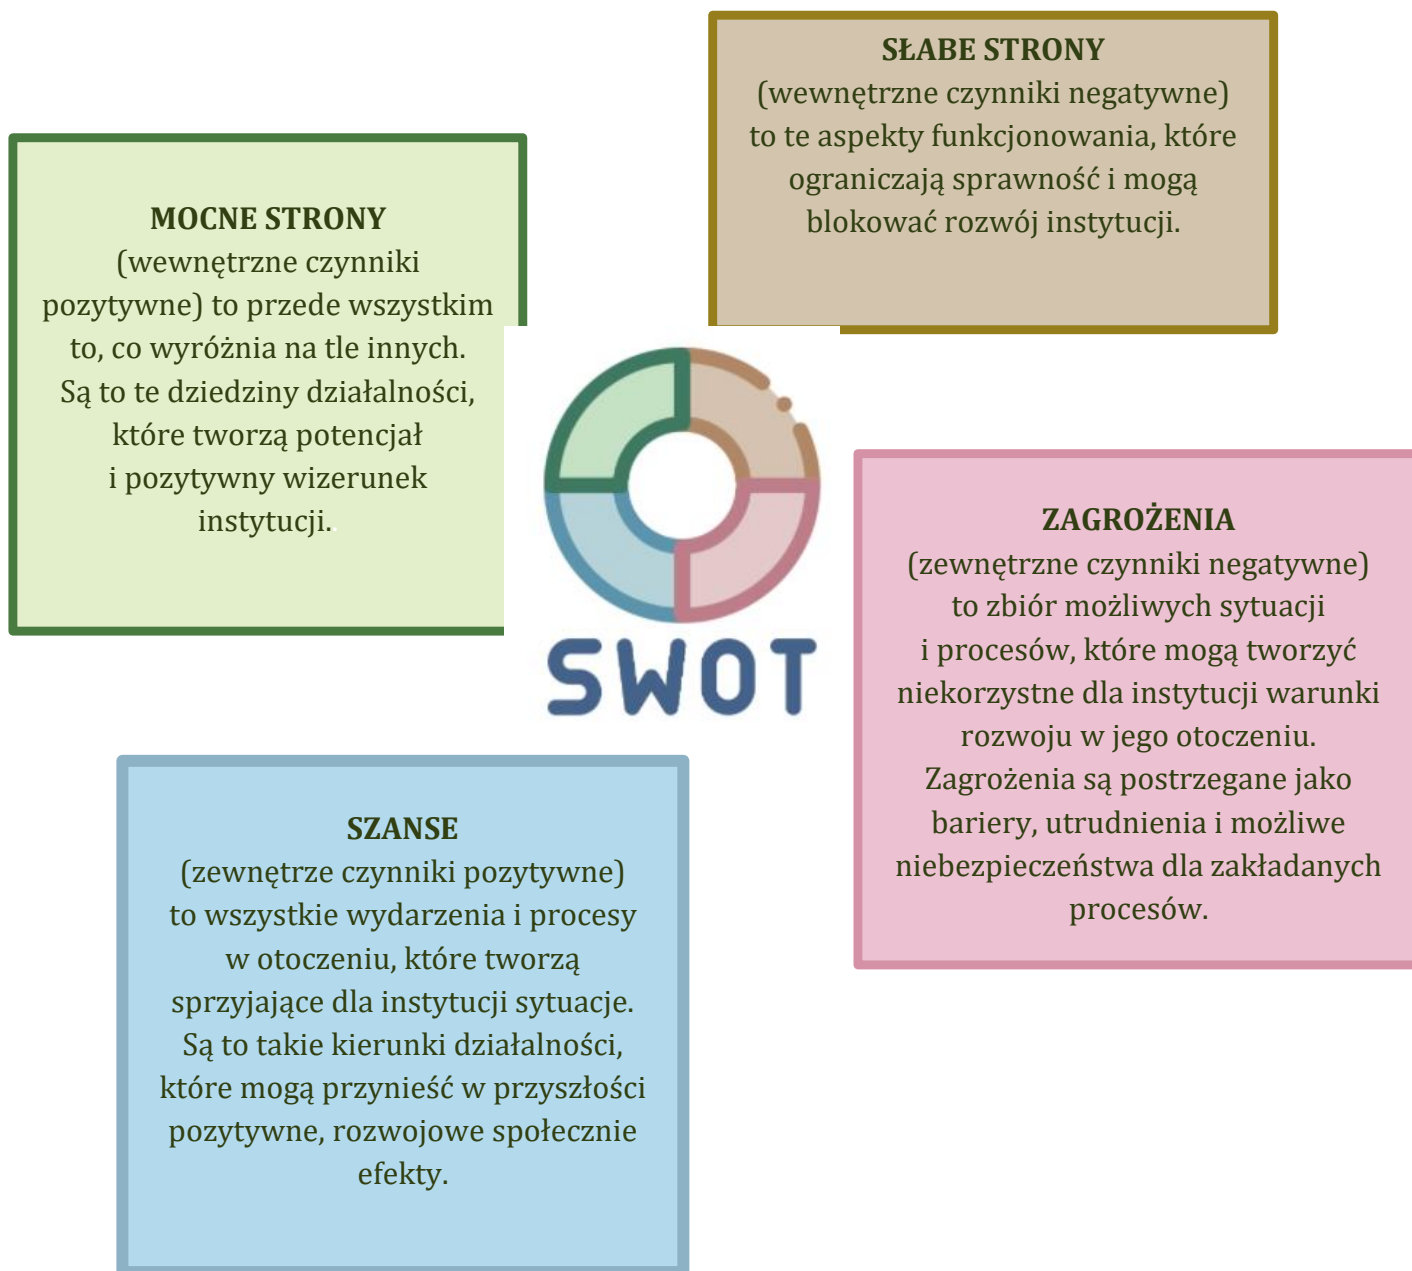 MOCNE STRONY
(wewnętrzne czynniki
pozytywne) to przede wszystkim
to, co wyróżnia na tle innych.
Są to te dziedziny działalności,
które tworzą potencjał
i pozytywny wizerunek
instytucji.
SŁABE STRONY
(wewnętrzne czynniki negatywne)
to te aspekty funkcjonowania, które
ograniczają sprawność i mogą
blokować rozwój instytucji.
SWOT
SZANSE
(zewnętrze czynniki pozytywne)
to wszystkie wydarzenia i procesy
w otoczeniu, które tworzą
sprzyjające dla instytucji sytuacje.
Są to takie kierunki działalności,
które mogą przynieść w przyszłości
pozytywne, rozwojowe społecznie
efekty.
ZAGROŻENIA
(zewnętrzne czynniki negatywne)
to zbiór możliwych sytuacji
i procesów, które mogą tworzyć
niekorzystne dla instytucji warunki
rozwoju w jego otoczeniu.
Zagrożenia są postrzegane jako
bariery, utrudnienia i możliwe
niebezpieczeństwa dla zakładanych
procesów.